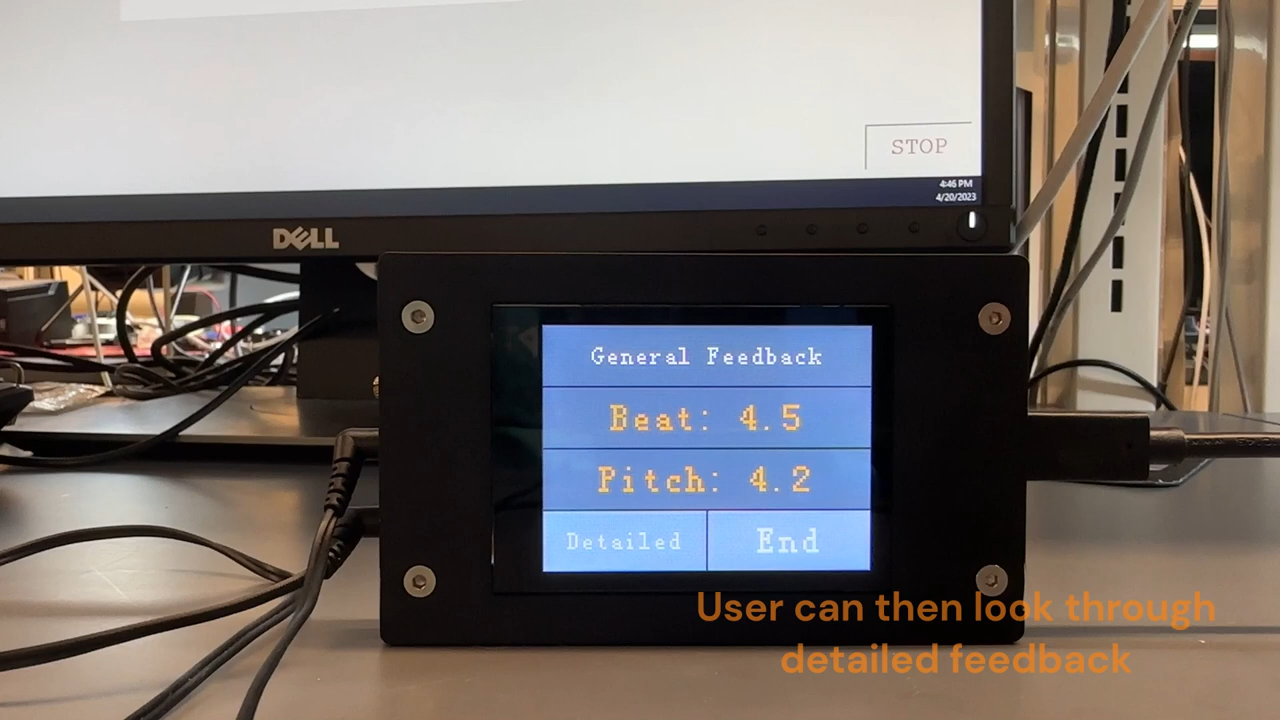 STOP
4:46 PM
4/20/2023
DELL
General Feedback
Beat: 4.5
Pitch: 4.2
Detailed
End
User can then look through
detailed feedback